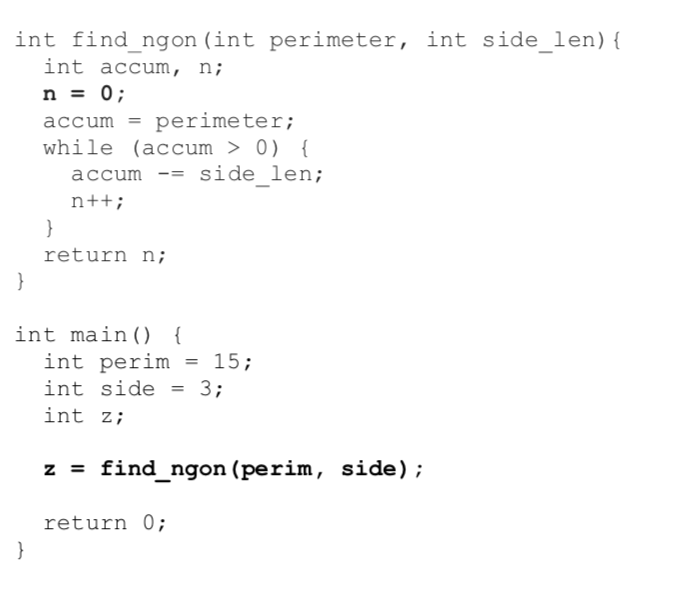 int find_ngon(int perimeter, int side_len){
int accum, n;
n = 0;
accum = perimeter;
while (accum > 0) {
accum -= side_len;
n++;
}
return n;
}
int main() {
int perim = 15;
int side = 3;
int z;
z = find_ngon(perim, side);
return 0;
}